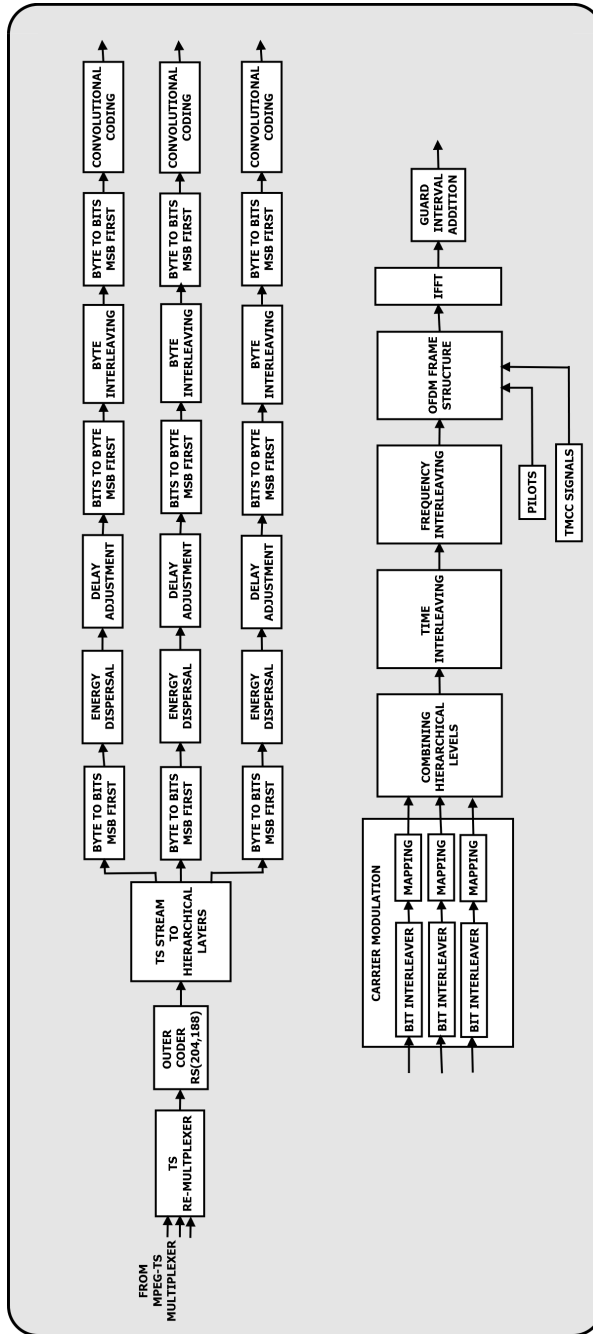 FROM
MPEG-TS
MULTIPLEXER
TS
RE-MULTPLEXER
OUTER
CODER
RS(204,188)
TS STREAM
TO
HIERARCHICAL
LAYERS
BYTE TO BITS
MSB FIRST
ENERGY
DISPERSAL
DELAY
ADJUSTMENT
BITS TO BYTE
MSB FIRST
BYTE
INTERLEAVING
BYTE TO BITS
MSB FIRST
CONVOLUTIONAL
CODING
BYTE TO BITS
MSB FIRST
ENERGY
DISPERSAL
DELAY
ADJUSTMENT
BITS TO BYTE
MSB FIRST
BYTE
INTERLEAVING
BYTE TO BITS
MSB FIRST
CONVOLUTIONAL
CODING
BYTE TO BITS
MSB FIRST
ENERGY
DISPERSAL
DELAY
ADJUSTMENT
BITS TO BYTE
MSB FIRST
BYTE
INTERLEAVING
BYTE TO BITS
MSB FIRST
CONVOLUTIONAL
CODING
CARRIER MODULATION
BIT INTERLEAVER
MAPPING
BIT INTERLEAVER
MAPPING
BIT INTERLEAVER
MAPPING
COMBINING
HIERARCHICAL
LEVELS
TIME
INTERLEAVING
FREQUENCY
INTERLEAVING
OFDM FRAME
STRUCTURE
IFFT
GUARD
INTERVAL
ADDITION
PILOTS
TMCC SIGNALS